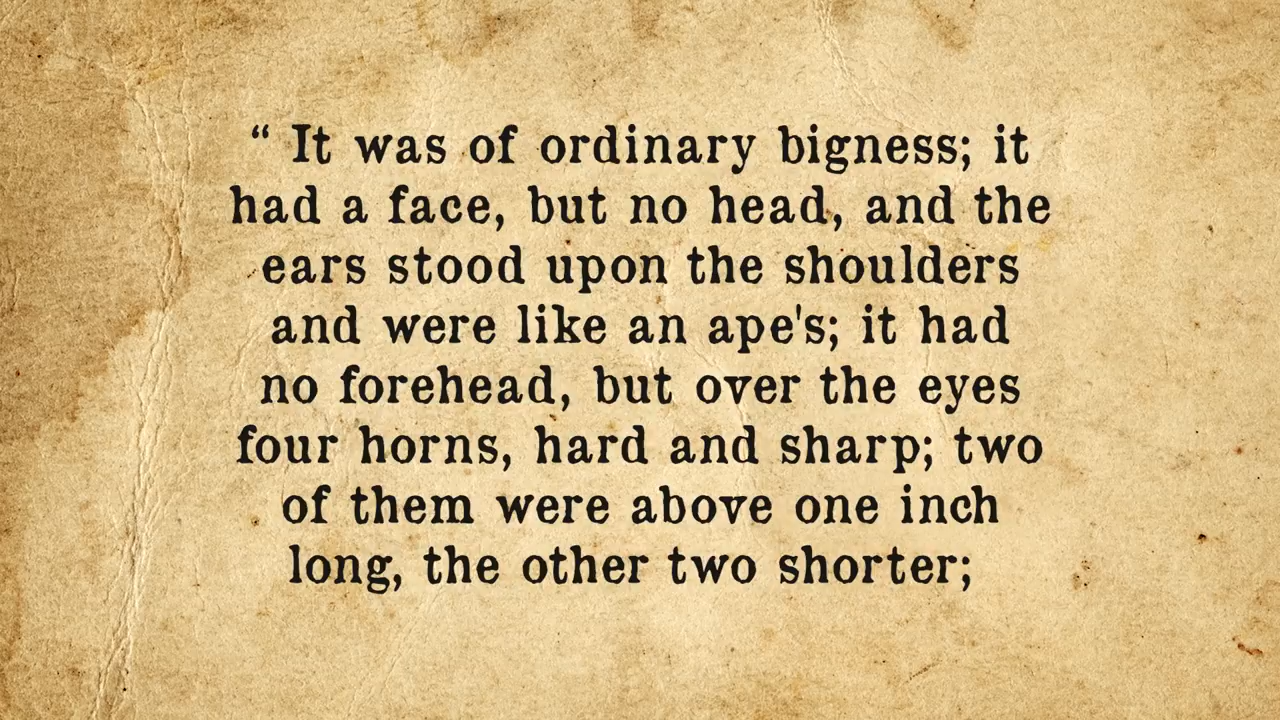 “ It was of ordinary bigness; it
had a face, but no head, and the
ears stood upon the shoulders
and were like an ape's; it had
no forehead, but over the eyes
four horns, hard and sharp; two
of them were above one inch
long, the other two shorter;